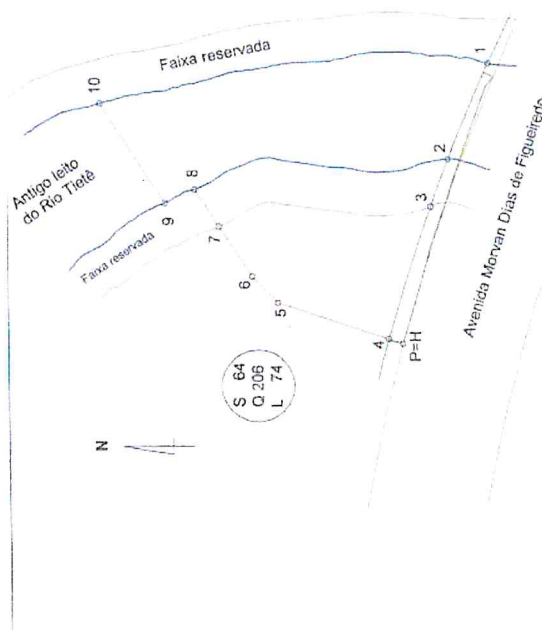 Faixa reservada
10
1
Antigo leito
do Rio Tietê
2
8
3
9
Faixa reservada
7
6
5
4
P=H
S 64
Q 206
L 74
N
Avenida Morvan Dias de Figueiredo